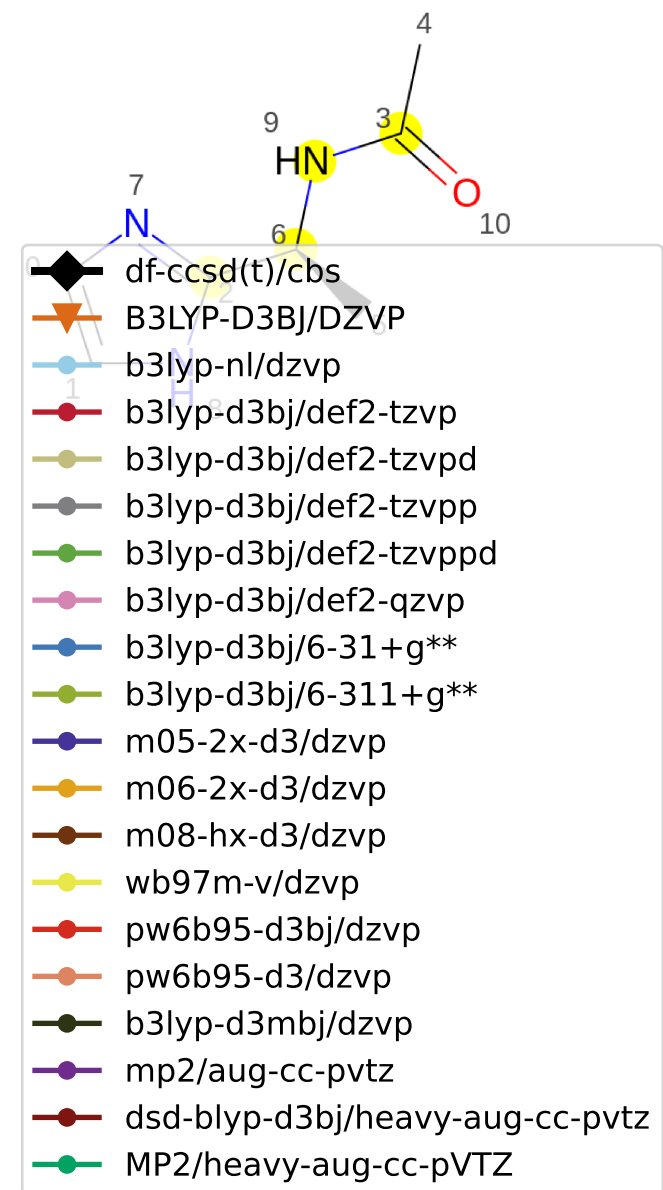 4
3
9
HN
O
7
10
N
6
0
df-ccsd(t)/cbs
2
B3LYP-D3BJ/DZVP
5
b3lyp-nl/dzvp
N
H
1
8
b3lyp-d3bj/def2-tzvp
b3lyp-d3bj/def2-tzvpd
b3lyp-d3bj/def2-tzvpp
b3lyp-d3bj/def2-tzvppd
b3lyp-d3bj/def2-qzvp
b3lyp-d3bj/6-31+g**
b3lyp-d3bj/6-311+g**
m05-2x-d3/dzvp
m06-2x-d3/dzvp
m08-hx-d3/dzvp
wb97m-v/dzvp
pw6b95-d3bj/dzvp
pw6b95-d3/dzvp
b3lyp-d3mbj/dzvp
mp2/aug-cc-pvtz
dsd-blyp-d3bj/heavy-aug-cc-pvtz
MP2/heavy-aug-cc-pVTZ